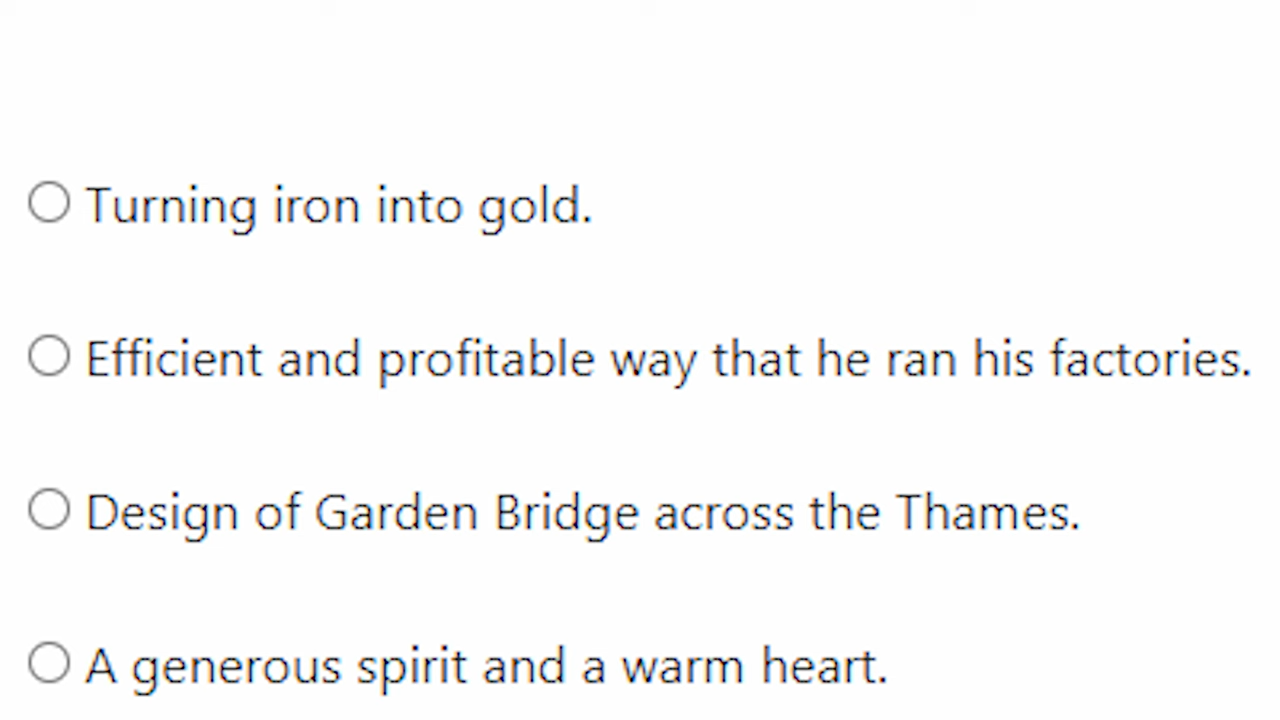 Turning iron into gold.
Efficient and profitable way that he ran his factories.
Design of Garden Bridge across the Thames.
A generous spirit and a warm heart.